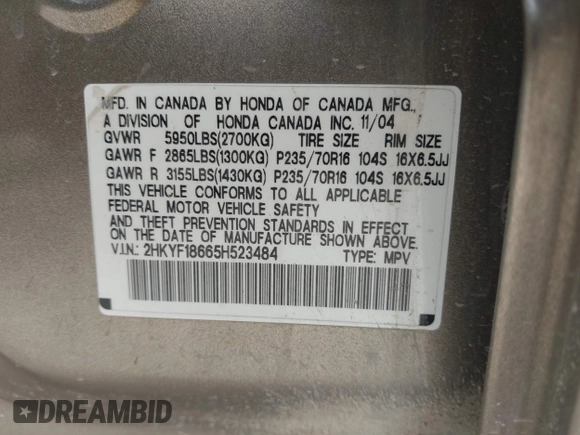 MFD. IN CANADA BY HONDA OF CANADA MFG.,
A DIVISION OF HONDA CANADA INC. 11/04
GVWR 5950LBS(2700KG) TIRE SIZE RIM SIZE
GAWR F 2865LBS(1300KG) P235/70R16 104S 16X6.5JJ
GAWR R 3155LBS(1430KG) P235/70R16 104S 16X6.5JJ
THIS VEHICLE CONFORMS TO ALL APPLICABLE
FEDERAL MOTOR VEHICLE SAFETY
AND THEFT PREVENTION STANDARDS IN EFFECT
ON THE DATE OF MANUFACTURE SHOWN ABOVE.
V.I.N.: 2HKYF18665H523484 TYPE: MPV
DREAMBID